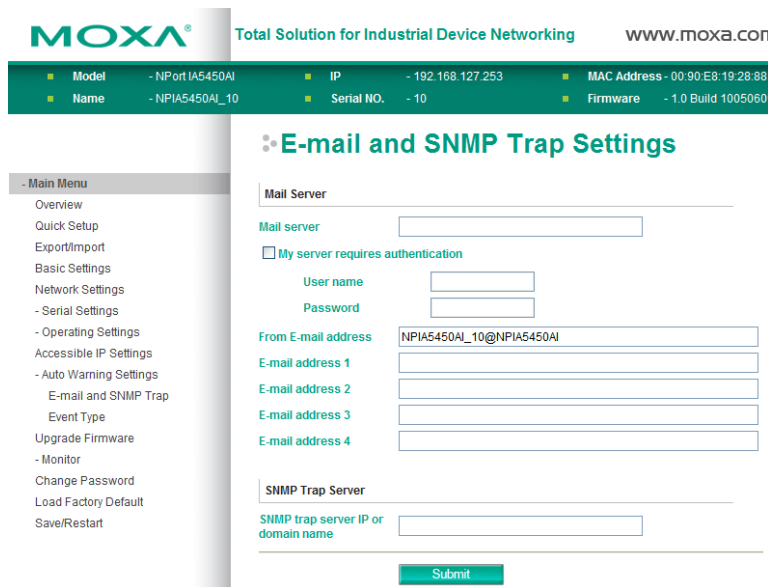 MOXA®
Total Solution for Industrial Device Networking
www.moxa.com
Model - NPort IA5450AI IP - 192.168.127.253 MAC Address - 00:90:E8:19:28:88
Name - NPIA5450AI_10 Serial NO. - 10 Firmware - 1.0 Build 1005060
E-mail and SNMP Trap Settings
- Main Menu
Overview
Quick Setup
Export/Import
Basic Settings
Network Settings
- Serial Settings
- Operating Settings
Accessible IP Settings
- Auto Warning Settings
E-mail and SNMP Trap
Event Type
Upgrade Firmware
- Monitor
Change Password
Load Factory Default
Save/Restart
Mail Server
Mail server
My server requires authentication
User name
Password
From E-mail address NPIA5450AI_10@NPIA5450AI
E-mail address 1
E-mail address 2
E-mail address 3
E-mail address 4
SNMP Trap Server
SNMP trap server IP or
domain name
Submit